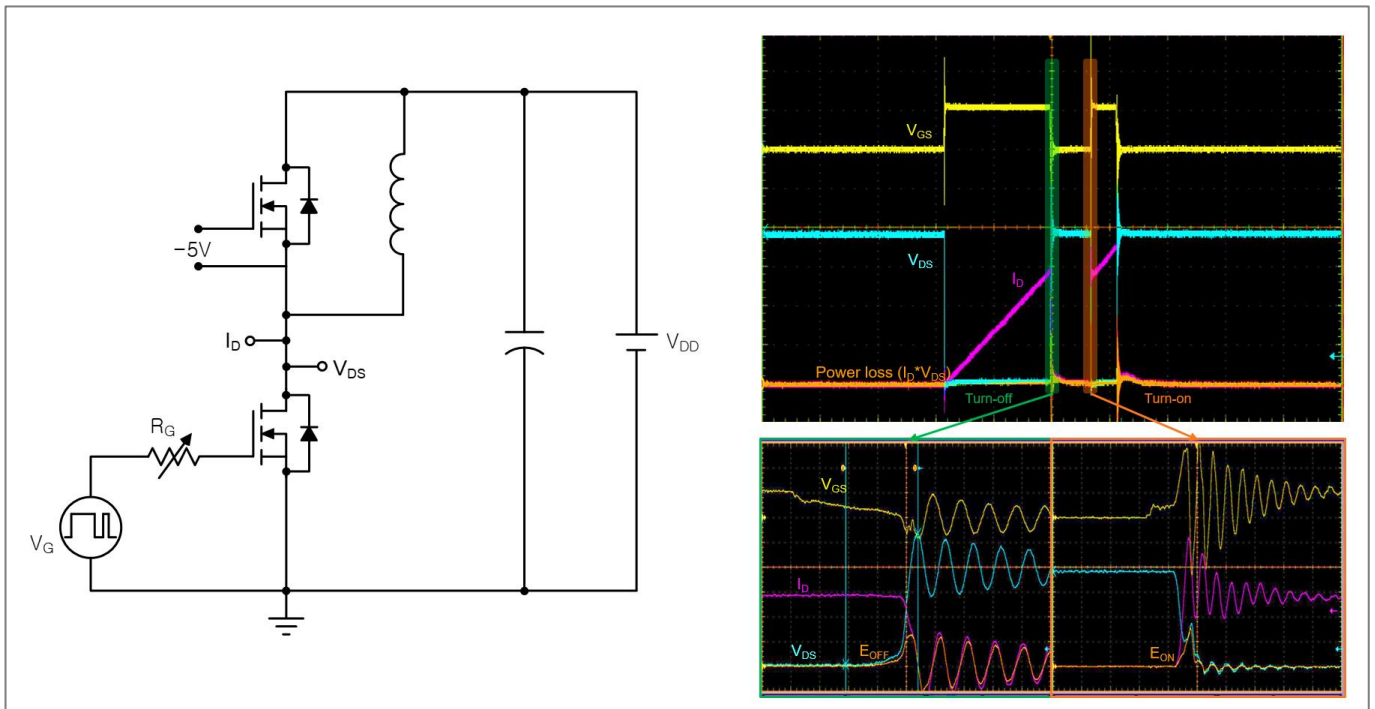 −5V
I_D
V_DS
V_DD
R_G
V_G
V_GS
V_DS
I_D
Power loss (I_D*V_DS)
Turn-off
Turn-on
V_GS
I_D
V_DS
E_OFF
E_ON